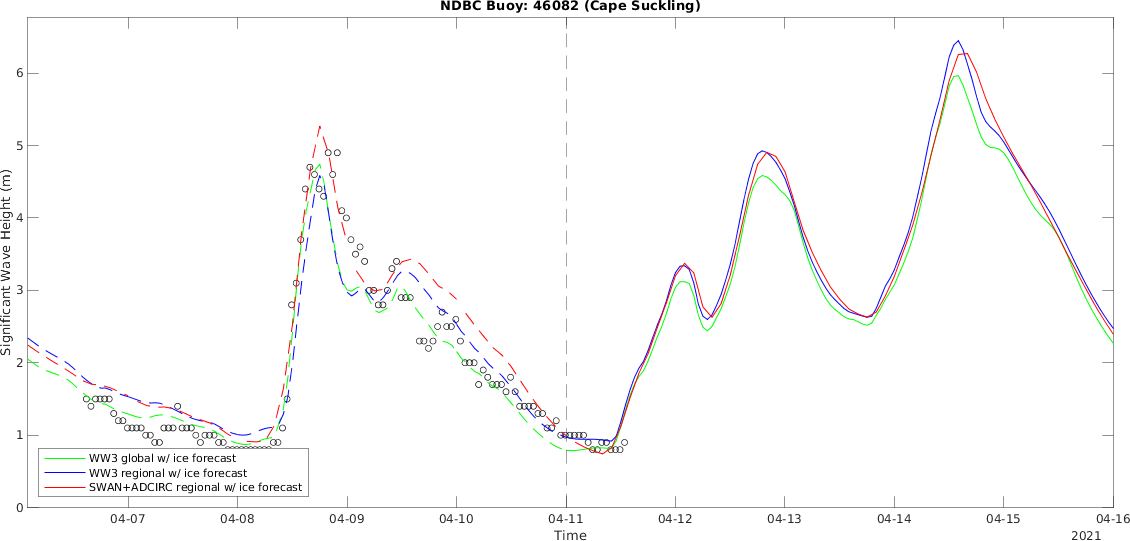 NDBC Buoy: 46082 (Cape Suckling)
Significant Wave Height (m)
6
5
4
3
2
1
0
WW3 global w/ ice forecast
WW3 regional w/ ice forecast
SWAN+ADCIRC regional w/ ice forecast
04-07 04-08 04-09 04-10 04-11 04-12 04-13 04-14 04-15 04-16
Time
2021